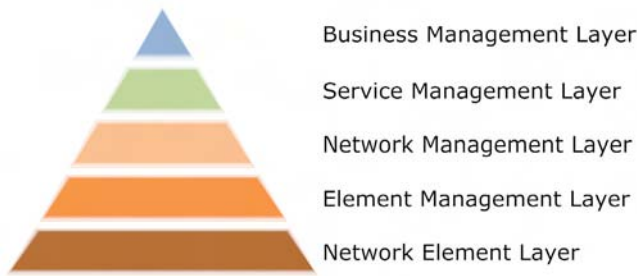 Business Management Layer
Service Management Layer
Network Management Layer
Element Management Layer
Network Element Layer